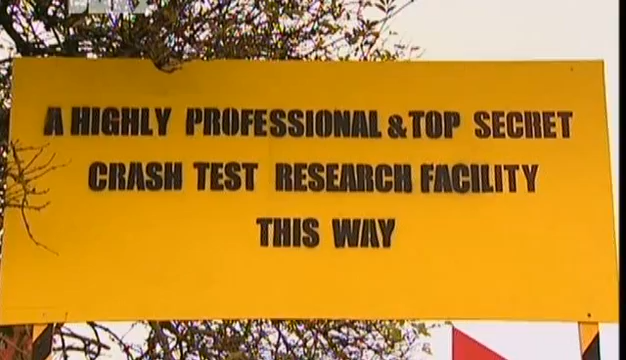 A HIGHLY PROFESSIONAL & TOP SECRET
CRASH TEST RESEARCH FACILITY
THIS WAY